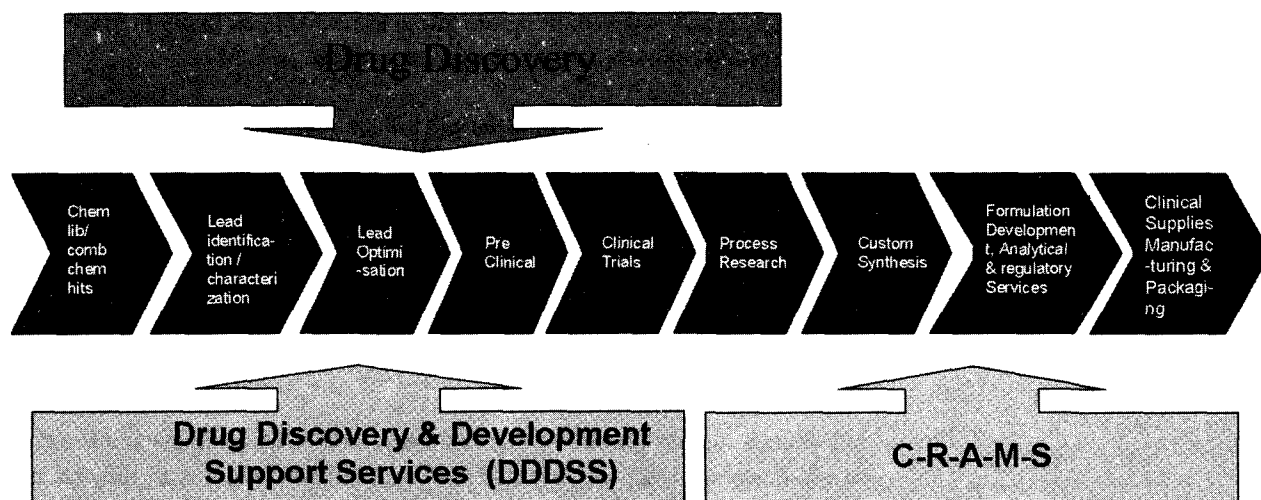 Drug Discovery
Chem
lib/
comb
chem
hits
Lead
identifica-
tion /
characteri
zation
Lead
Optimi
-sation
Pre
Clinical
Clinical
Trials
Process
Research
Custom
Synthesis
Formulation
Developmen
t, Analytical
& regulatory
Services
Clinical
Supplies
Manufac
-turing &
Packagi-
ng
Drug Discovery & Development
Support Services (DDDSS)
C-R-A-M-S